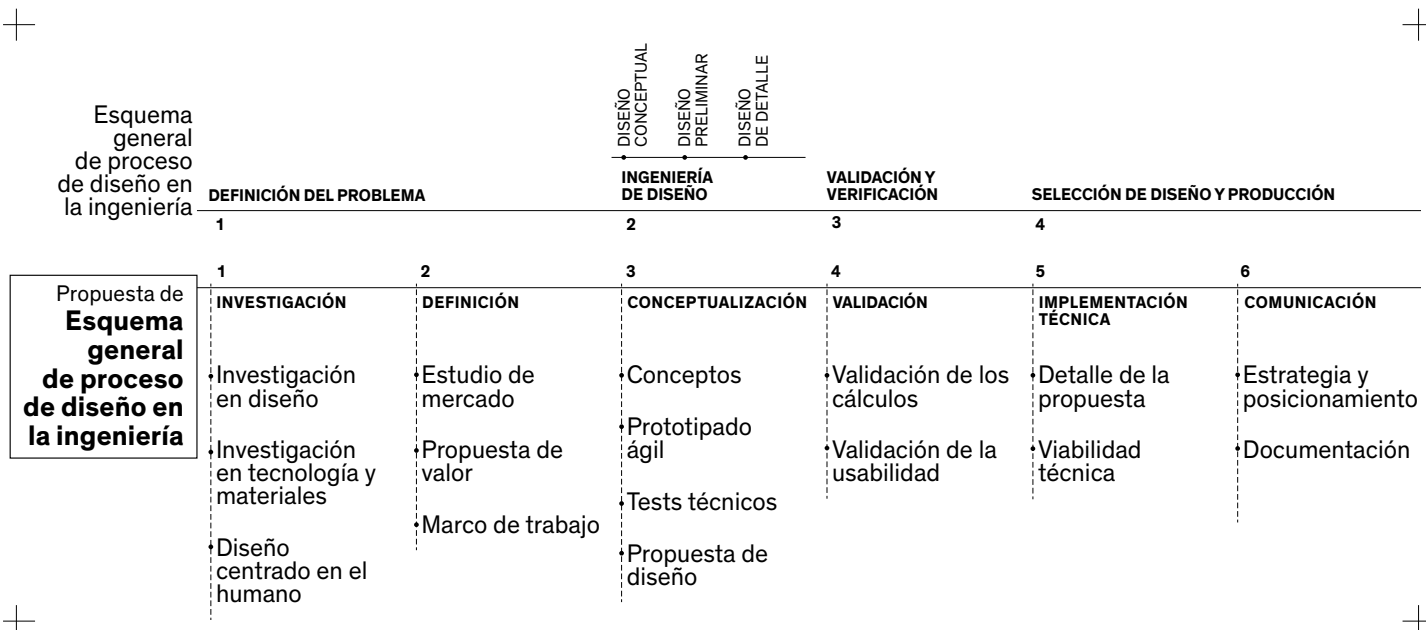 Esquema
general
de proceso
de diseño en
la ingeniería
DISEÑO
CONCEPTUAL
DISEÑO
PRELIMINAR
DISEÑO
DE DETALLE
DEFINICIÓN DEL PROBLEMA
INGENIERÍA
DE DISEÑO
VALIDACIÓN Y
VERIFICACIÓN
SELECCIÓN DE DISEÑO Y PRODUCCIÓN
1
2
3
4
Propuesta de
Esquema
general
de proceso
de diseño en
la ingeniería
1
INVESTIGACIÓN
Investigación
en diseño
Investigación
en tecnología y
materiales
Diseño
centrado en el
humano
2
DEFINICIÓN
Estudio de
mercado
Propuesta de
valor
Marco de trabajo
3
CONCEPTUALIZACIÓN
Conceptos
Prototipado
ágil
Tests técnicos
Propuesta de
diseño
4
VALIDACIÓN
Validación de los
cálculos
Validación de la
usabilidad
5
IMPLEMENTACIÓN
TÉCNICA
Detalle de la
propuesta
Viabilidad
técnica
6
COMUNICACIÓN
Estrategia y
posicionamiento
Documentación